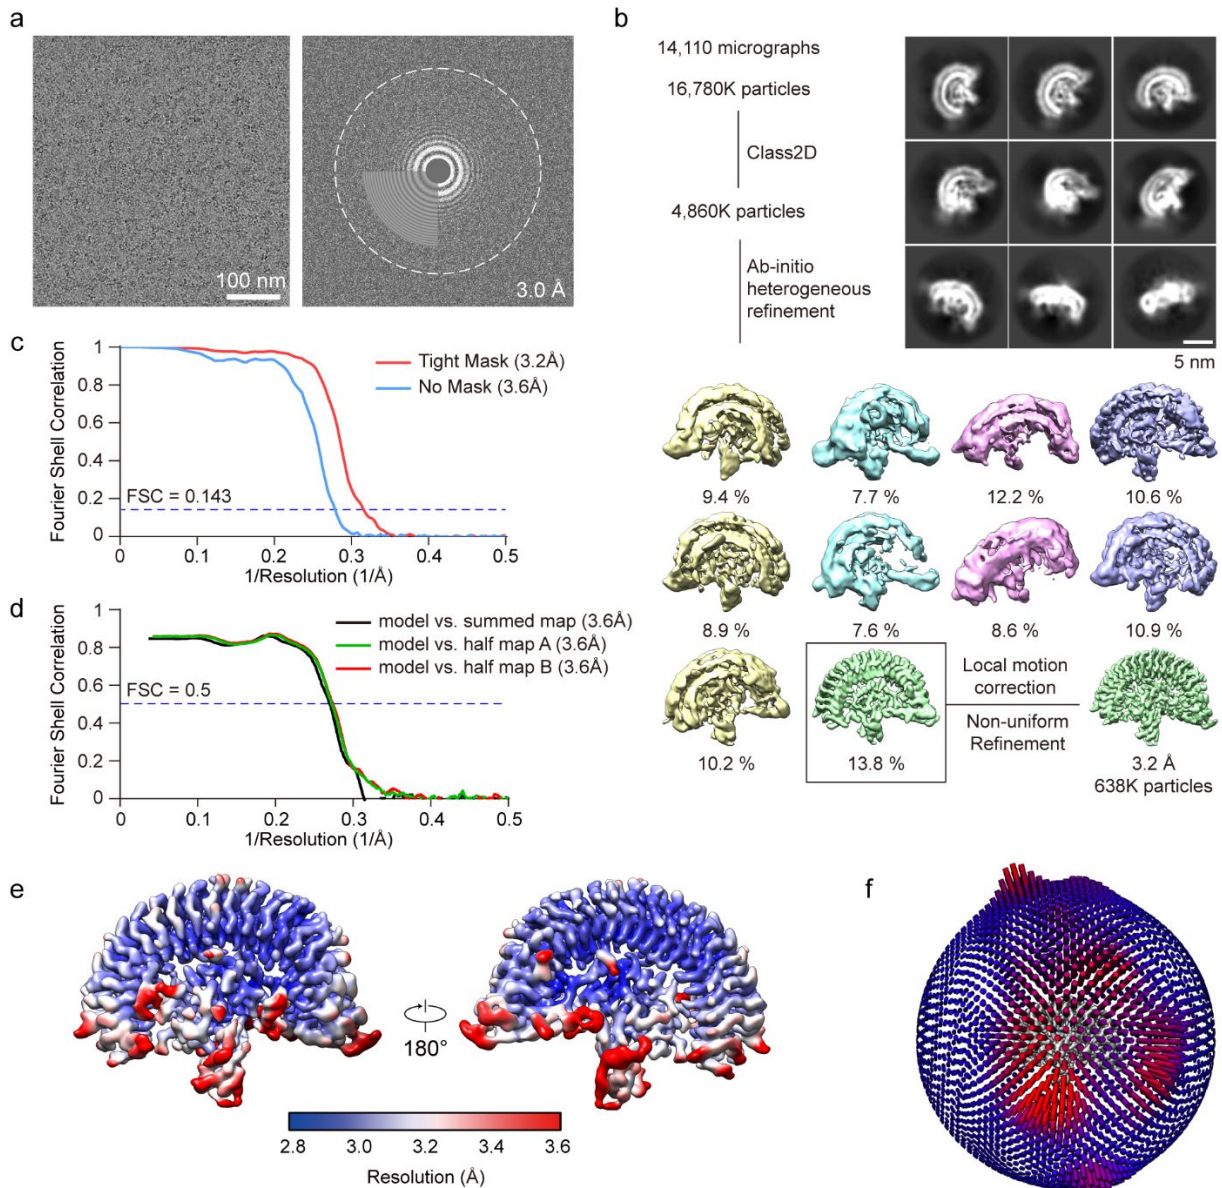 a
100 nm
3.0 Å
b
14,110 micrographs
16,780K particles
Class2D
4,860K particles
Ab-initio
heterogeneous
refinement
5 nm
9.4 %
7.7 %
12.2 %
10.6 %
8.9 %
7.6 %
8.6 %
10.9 %
10.2 %
13.8 %
Local motion
correction
Non-uniform
Refinement
3.2 Å
638K particles
c
Fourier Shell Correlation
1
0.8
0.6
0.4
0.2
0
Tight Mask (3.2Å)
No Mask (3.6Å)
FSC = 0.143
0 0.1 0.2 0.3 0.4 0.5
1/Resolution (1/Å)
d
Fourier Shell Correlation
1
0.8
0.6
0.4
0.2
0
model vs. summed map (3.6Å)
model vs. half map A (3.6Å)
model vs. half map B (3.6Å)
FSC = 0.5
0 0.1 0.2 0.3 0.4 0.5
1/Resolution (1/Å)
e
180°
2.8 3.0 3.2 3.4 3.6
Resolution (Å)
f